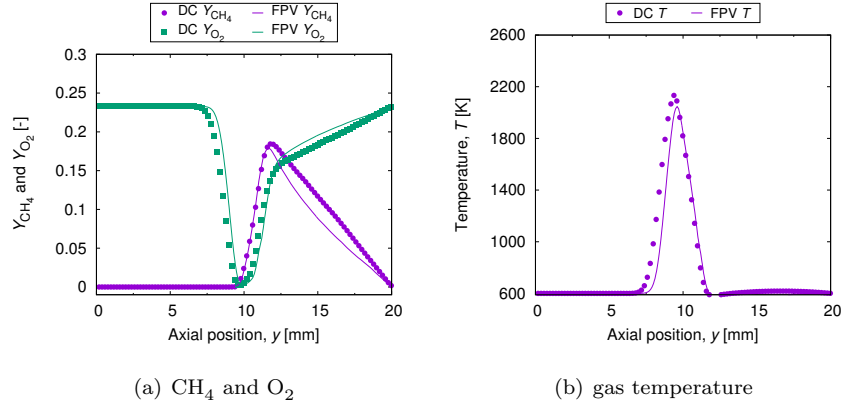 DC Y_CH4 FPV Y_CH4
DC Y_O2 FPV Y_O2
0.3
0.25
0.2
0.15
0.1
0.05
0
Y_CH4 and Y_O2 [-]
0 5 10 15 20
Axial position, y [mm]
(a) CH4 and O2
DC T FPV T
2600
2200
1800
1400
1000
600
Temperature, T [K]
0 5 10 15 20
Axial position, y [mm]
(b) gas temperature